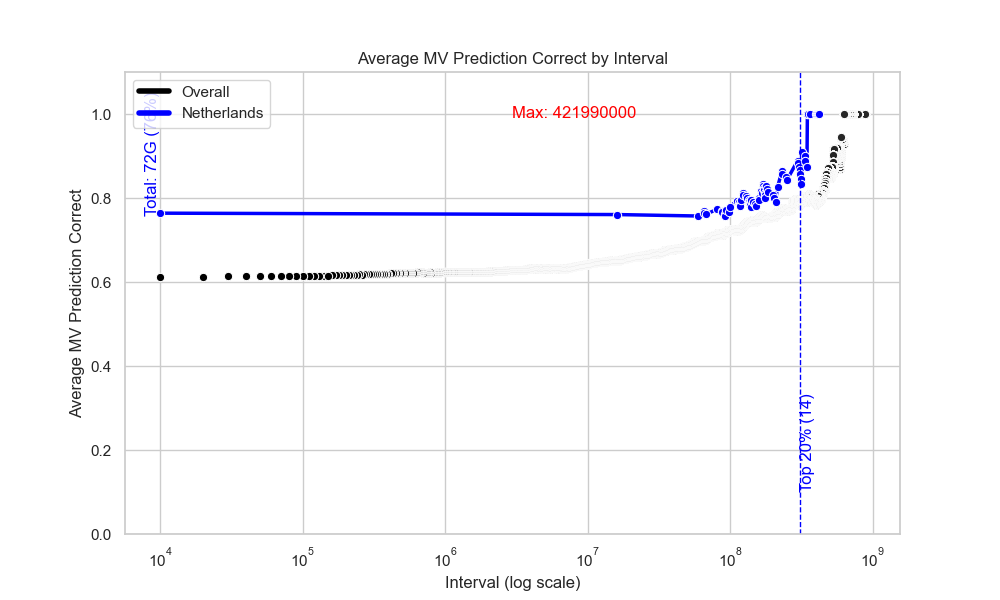 Average MV Prediction Correct by Interval
Overall
Netherlands
Total: 72G (76%)
Max: 421990000
Top 20% (14)
Average MV Prediction Correct
1.0
0.8
0.6
0.4
0.2
0.0
10^4
10^5
10^6
10^7
10^8
10^9
Interval (log scale)